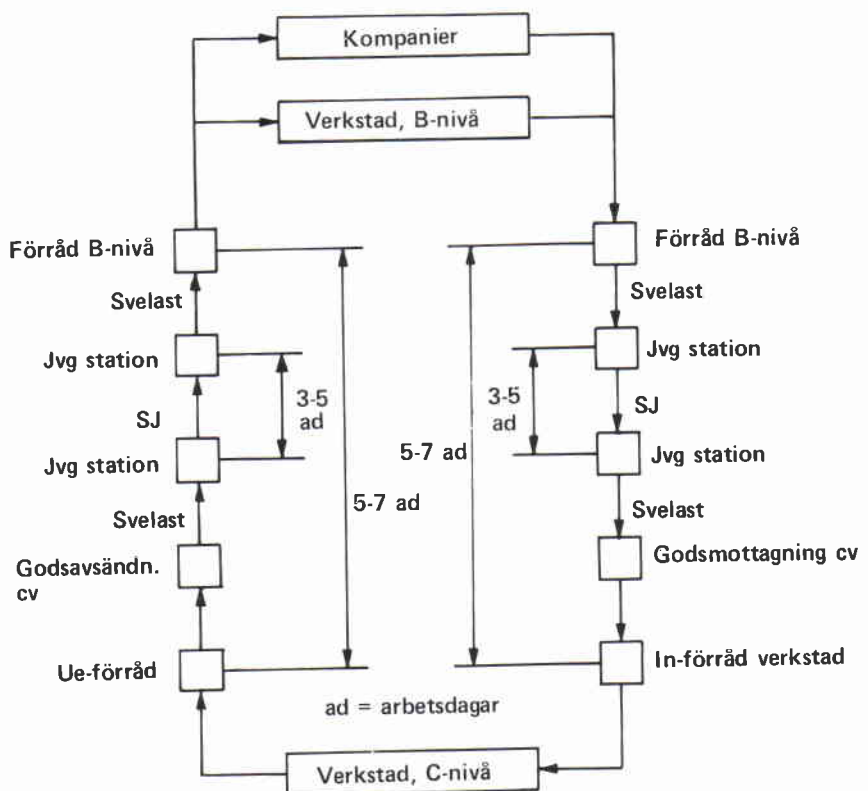 Kompanier
Verkstad, B-nivå
Förråd B-nivå
Förråd B-nivå
Svelast
Svelast
Jvg station
Jvg station
3-5
ad
3-5
ad
SJ
SJ
Jvg station
Jvg station
5-7 ad
5-7 ad
Svelast
Svelast
Godsavsändn.
cv
Godsmottagning cv
Ue-förråd
In-förråd verkstad
ad = arbetsdagar
Verkstad, C-nivå